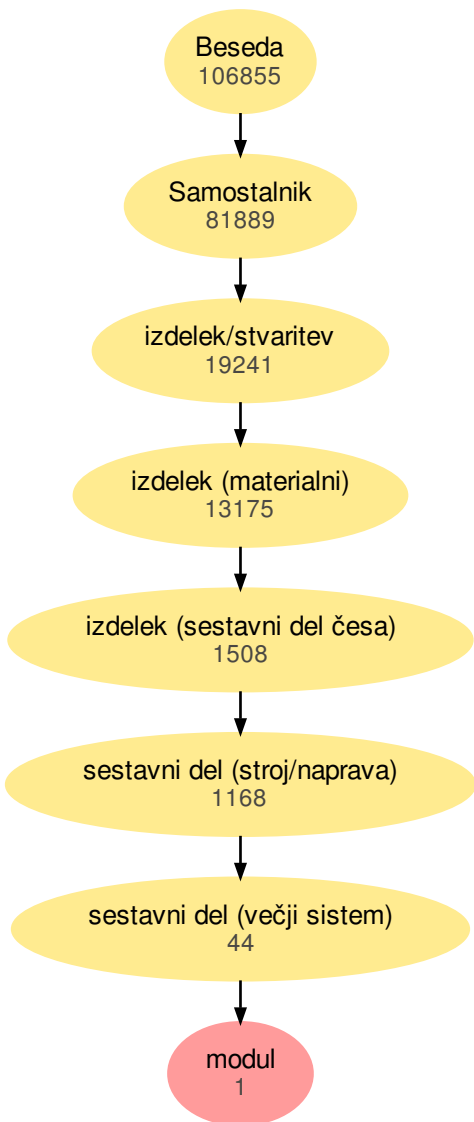 Beseda
106855
Samostalnik
81889
izdelek/stvaritev
19241
izdelek (materialni)
13175
izdelek (sestavni del česa)
1508
sestavni del (stroj/naprava)
1168
sestavni del (večji sistem)
44
modul
1